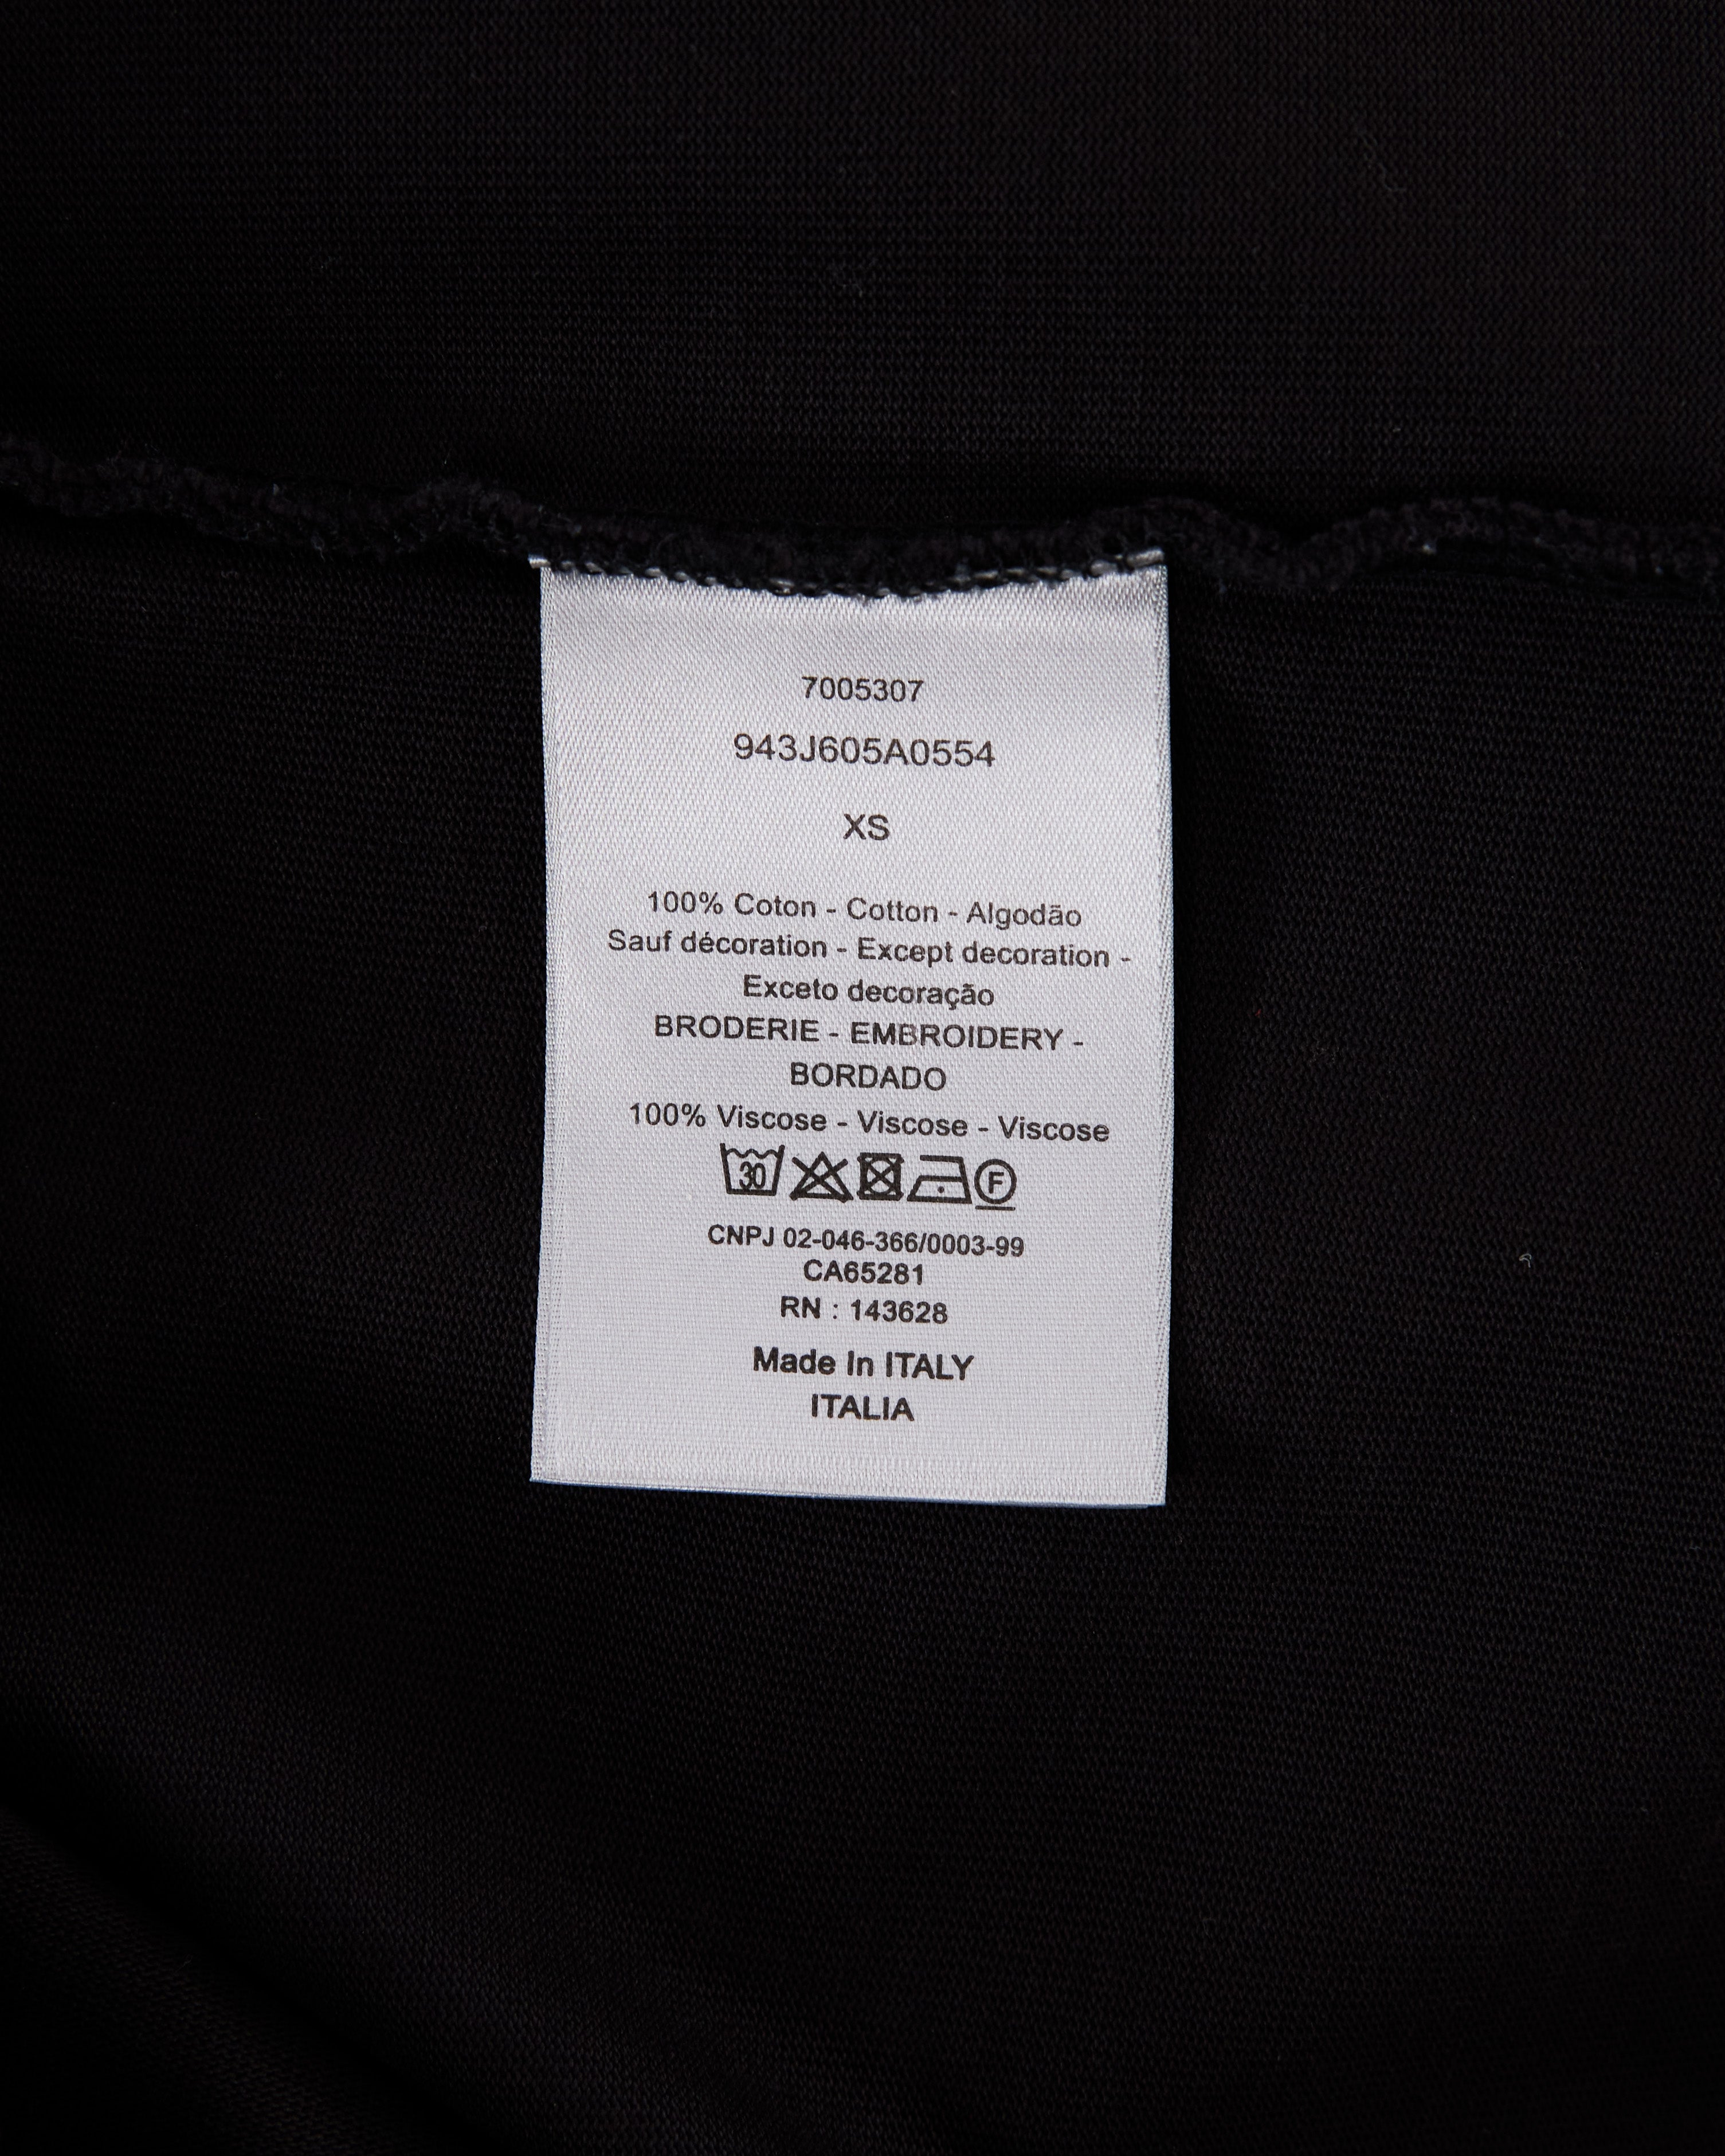 7005307
943J605A0554
XS
100% Coton - Cotton - Algodão
Sauf décoration - Except decoration -
Exceto decoração
BRODERIE - EMBROIDERY -
BORDADO
100% Viscose - Viscose - Viscose
30 F
CNPJ 02-046-366/0003-99
CA65281
RN : 143628
Made In ITALY
ITALIA